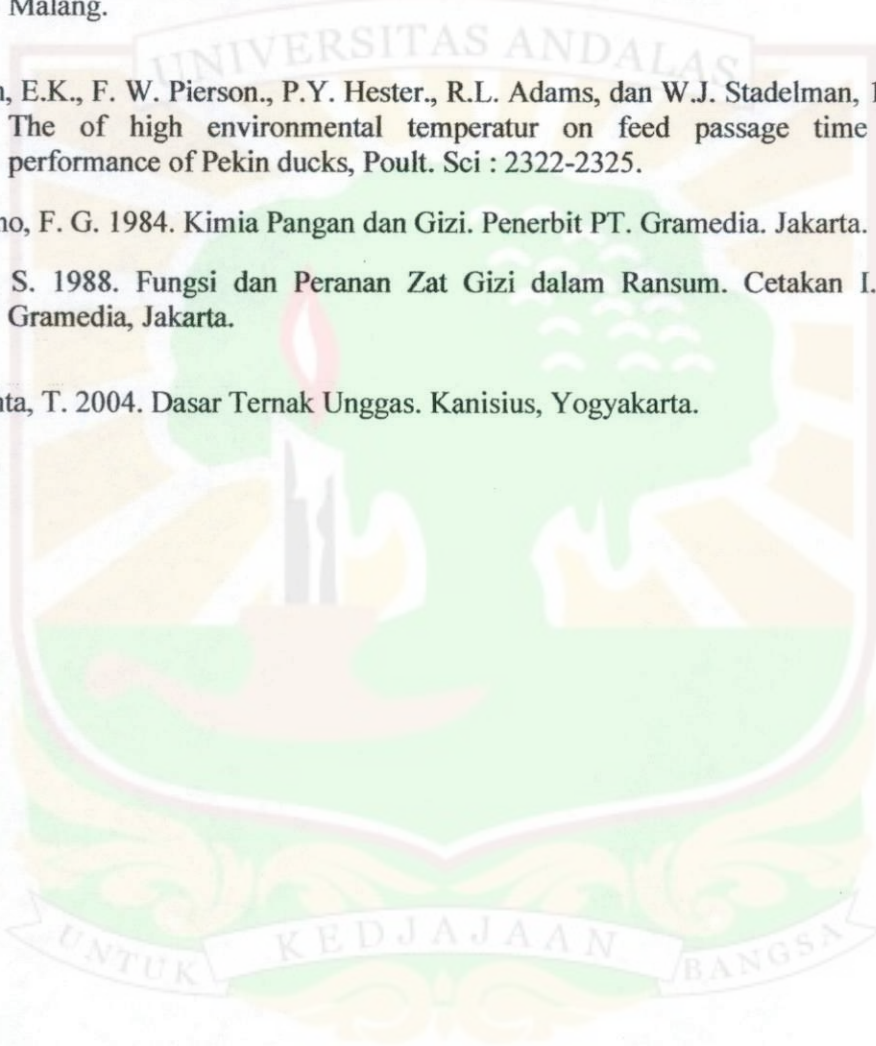 Malang.
UNIVERSITAS ANDALAS
E.K., F. W. Pierson., P.Y. Hester., R.L. Adams, dan W.J. Stadelman,
The of high environmental temperatur on feed passage time
performance of Pekin ducks, Poult. Sci : 2322-2325.
F. G. 1984. Kimia Pangan dan Gizi. Penerbit PT. Gramedia. Jakarta.
S. 1988. Fungsi dan Peranan Zat Gizi dalam Ransum. Cetakan I.
Gramedia, Jakarta.
T. 2004. Dasar Ternak Unggas. Kanisius, Yogyakarta.
UNTUK KEDJAJAAN BANGSA